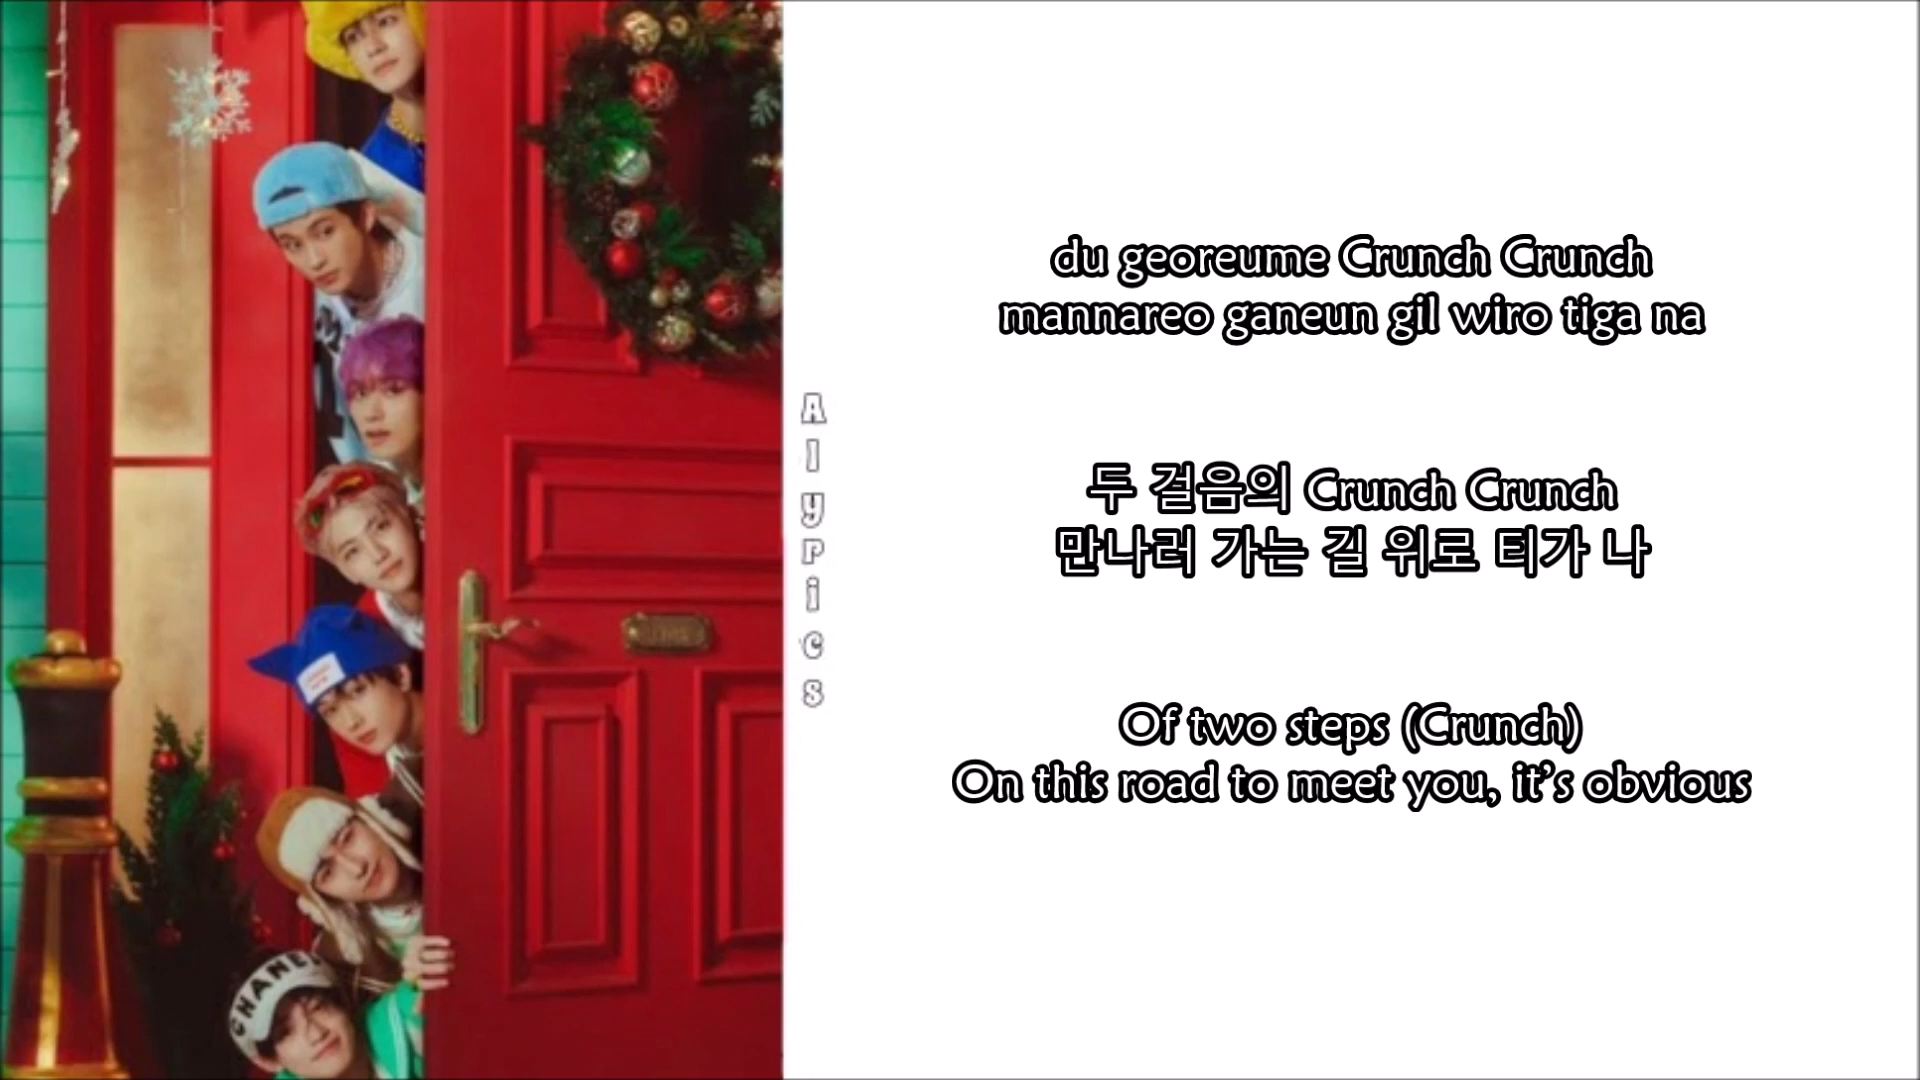 CHANEL
Alypics
du georeume Crunch Crunch
mannareo ganeun gil wiro tiga na
두 걸음의 Crunch Crunch
만나러 가는 길 위로 티가 나
Of two steps (Crunch)
On this road to meet you, it's obvious